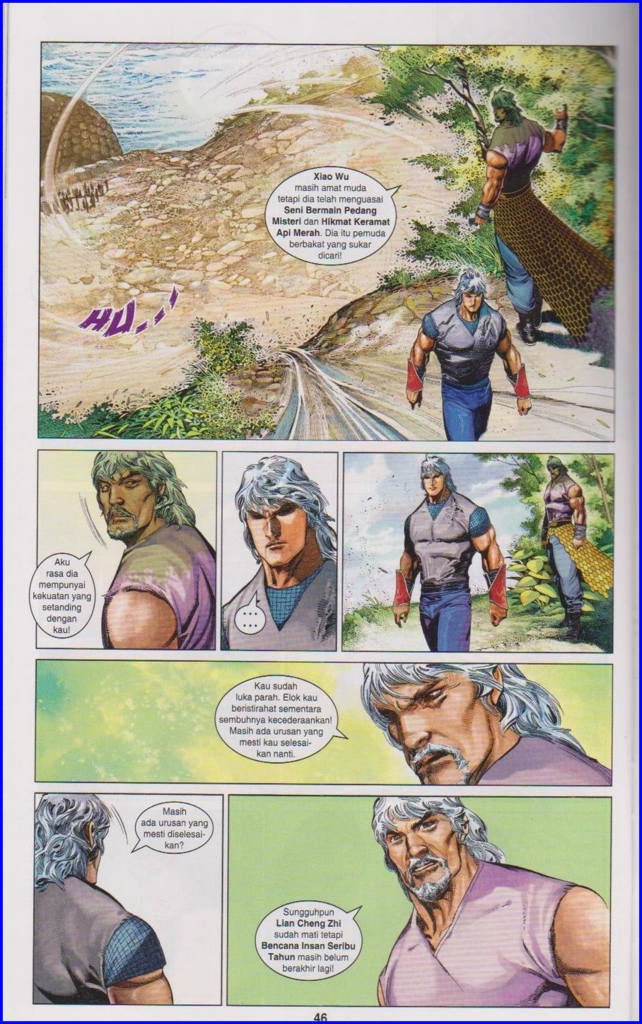 Xiao Wu
masih amat muda
tetapi dia telah menguasai
Seni Bermain Pedang
Misteri dan Hikmat Keramat
Api Merah. Dia itu pemuda
berbakat yang sukar
dicari!
HU...
Aku
rasa dia
mempunyai
kekuatan yang
setanding
dengan
kau!
...
...
Kau sudah
luka parah. Elok kau
beristirahat sementara
sembuhnya kecederaankan!
Masih ada urusan yang
mesti kau selesai-
kan nanti.
Masih
ada urusan yang
mesti diselesai-
kan?
Sungguhpun
Lian Cheng Zhi
sudah mati tetapi
Bencana Insan Seribu
Tahun masih belum
berakhir lagi!
46